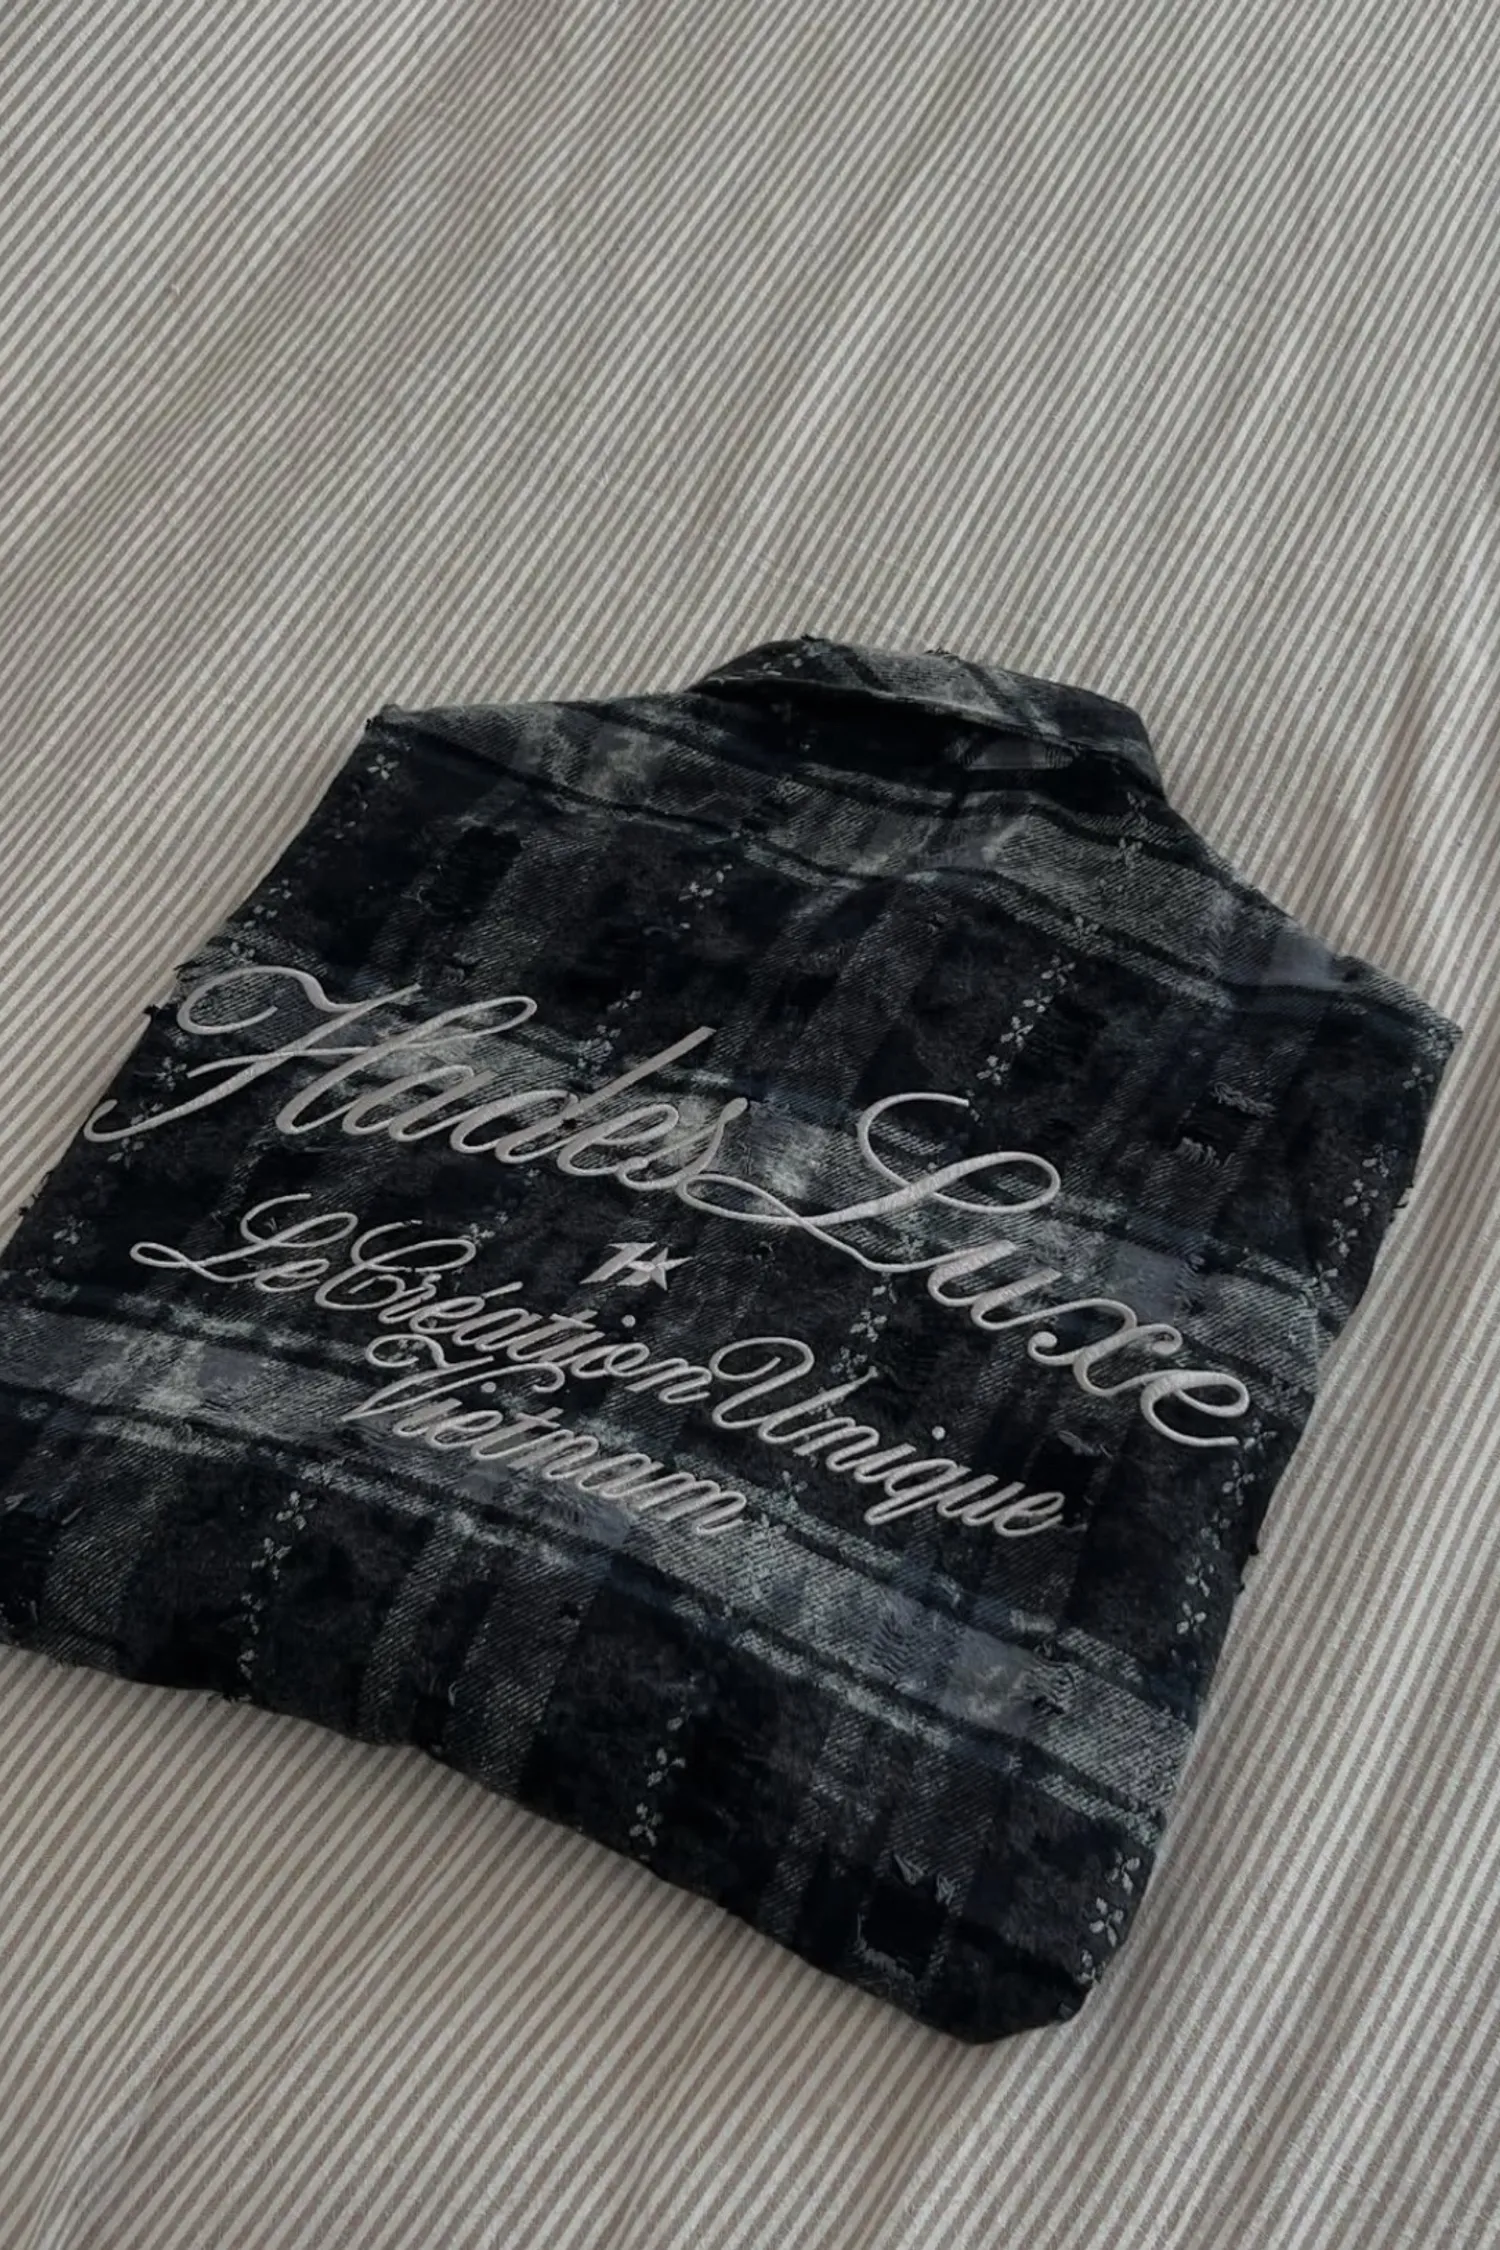 Hades Luxe
Le Création Unique
Vietnam